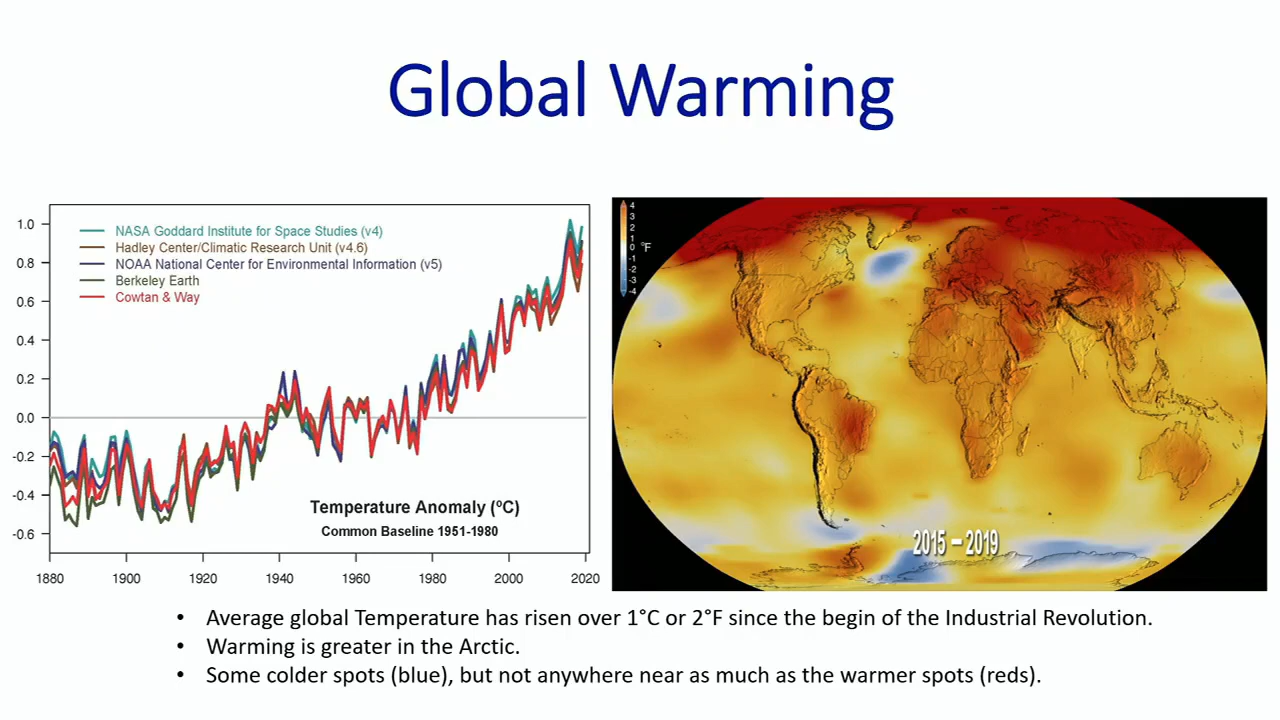 Global Warming
1.0
0.8
0.6
0.4
0.2
0.0
-0.2
-0.4
-0.6
NASA Goddard Institute for Space Studies (v4)
Hadley Center/Climatic Research Unit (v4.6)
NOAA National Center for Environmental Information (v5)
Berkeley Earth
Cowtan & Way
Temperature Anomaly (ºC)
Common Baseline 1951-1980
1880 1900 1920 1940 1960 1980 2000 2020
4
3
2
1
0
-1
-2
-3
-4
°F
2015 – 2019
• Average global Temperature has risen over 1°C or 2°F since the begin of the Industrial Revolution.
• Warming is greater in the Arctic.
• Some colder spots (blue), but not anywhere near as much as the warmer spots (reds).